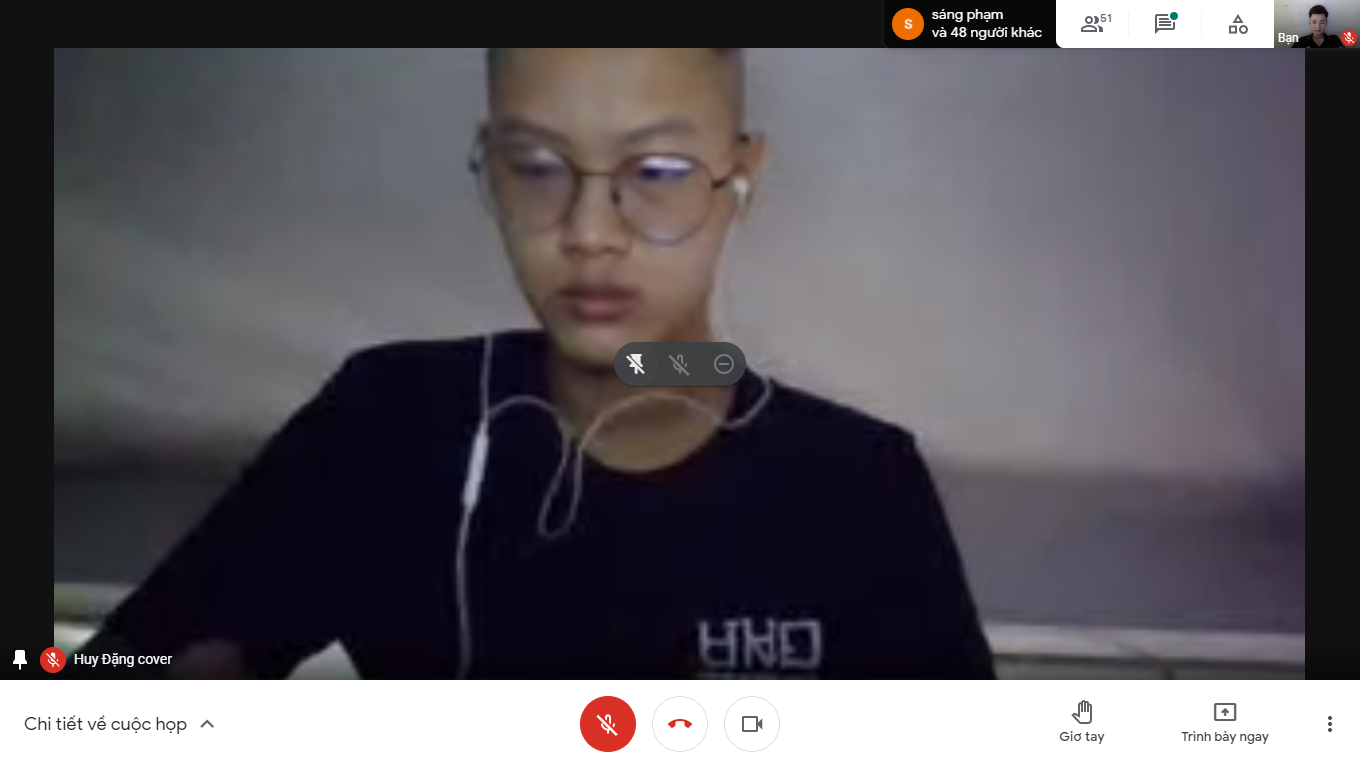 S
sáng phạm
và 48 người khác
51
Bạn
Huy Đặng cover
Chi tiết về cuộc họp
Giơ tay
Trình bày ngay